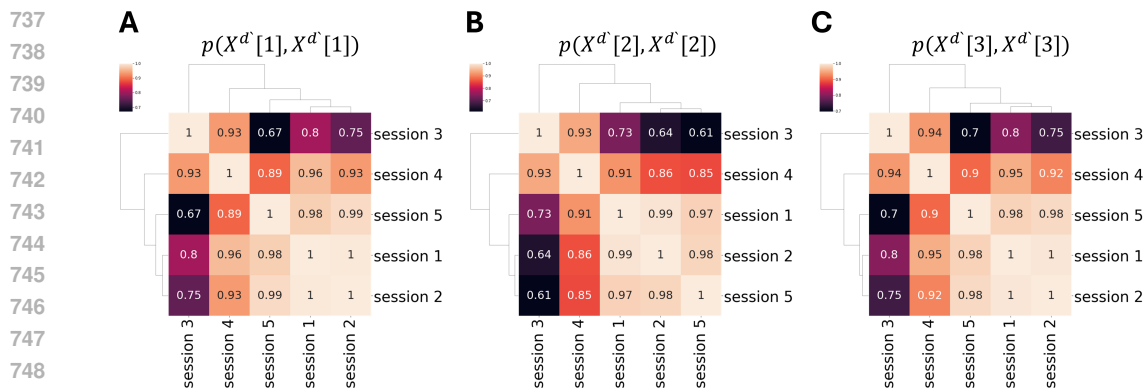 737
738
739
740
741
742
743
744
745
746
747
748
A
p(X^d`[1], X^d`[1])
1 0.93 0.67 0.8 0.75 session 3
0.93 1 0.89 0.96 0.93 session 4
0.67 0.89 1 0.98 0.99 session 5
0.8 0.96 0.98 1 1 session 1
0.75 0.93 0.99 1 1 session 2
session 3 session 4 session 5 session 1 session 2
B
p(X^d`[2], X^d`[2])
1 0.93 0.73 0.64 0.61 session 3
0.93 1 0.91 0.86 0.85 session 4
0.73 0.91 1 0.99 0.97 session 1
0.64 0.86 0.99 1 0.98 session 2
0.61 0.85 0.97 0.98 1 session 5
session 3 session 4 session 1 session 2 session 5
C
p(X^d`[3], X^d`[3])
1 0.94 0.7 0.8 0.75 session 3
0.94 1 0.9 0.95 0.92 session 4
0.7 0.9 1 0.98 0.98 session 5
0.8 0.95 0.98 1 1 session 1
0.75 0.92 0.98 1 1 session 2
session 3 session 4 session 5 session 1 session 2